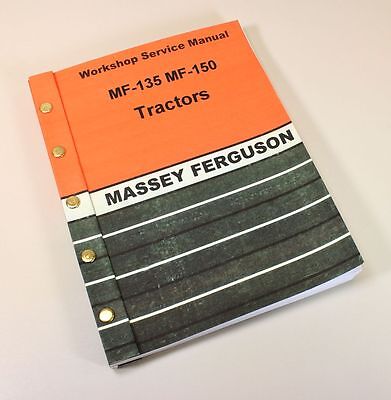 Workshop Service Manual
MF-135 MF-150
Tractors
MASSEY FERGUSON